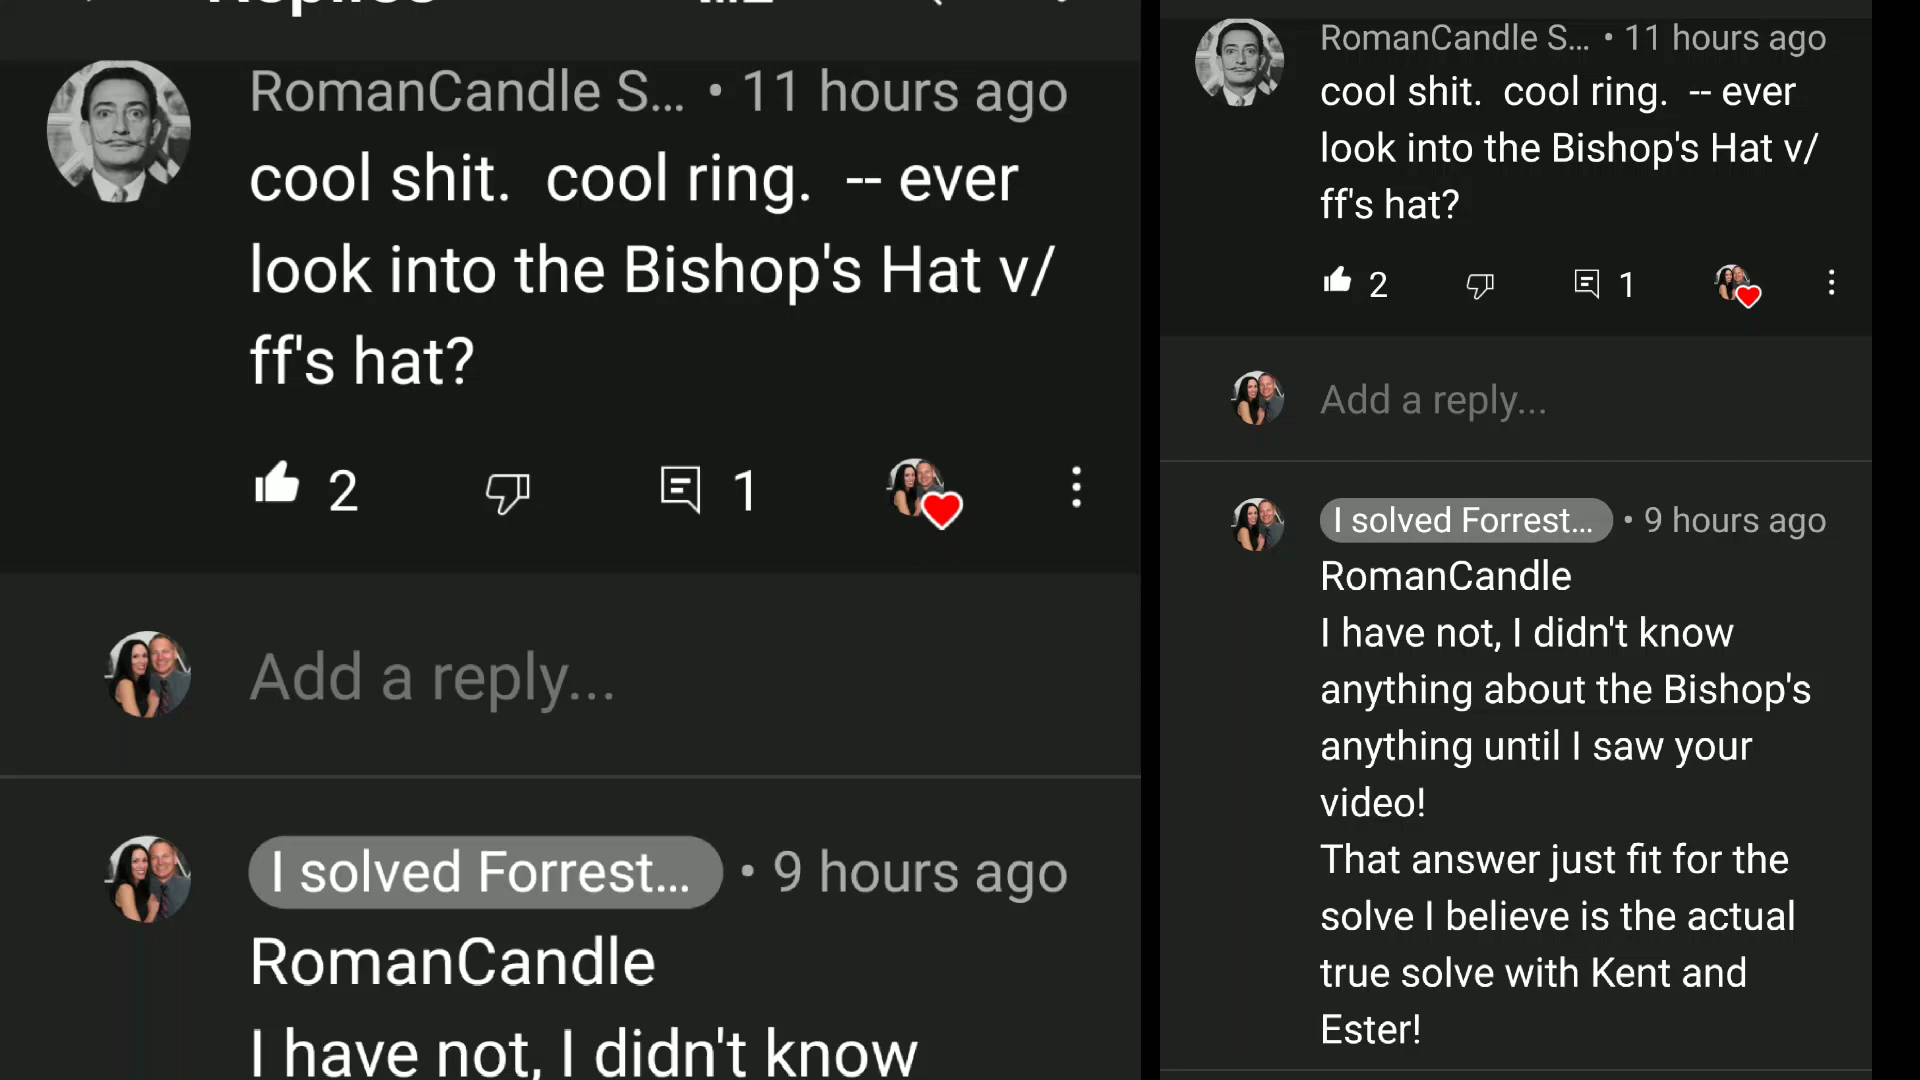 RomanCandle S... • 11 hours ago
cool shit.  cool ring.  -- ever
look into the Bishop's Hat v/
ff's hat?
2
1
Add a reply...
I solved Forrest... • 9 hours ago
RomanCandle
I have not, I didn't know
RomanCandle S... • 11 hours ago
cool shit.  cool ring.  -- ever
look into the Bishop's Hat v/
ff's hat?
2
1
Add a reply...
I solved Forrest... • 9 hours ago
RomanCandle
I have not, I didn't know
anything about the Bishop's
anything until I saw your
video!
That answer just fit for the
solve I believe is the actual
true solve with Kent and
Ester!